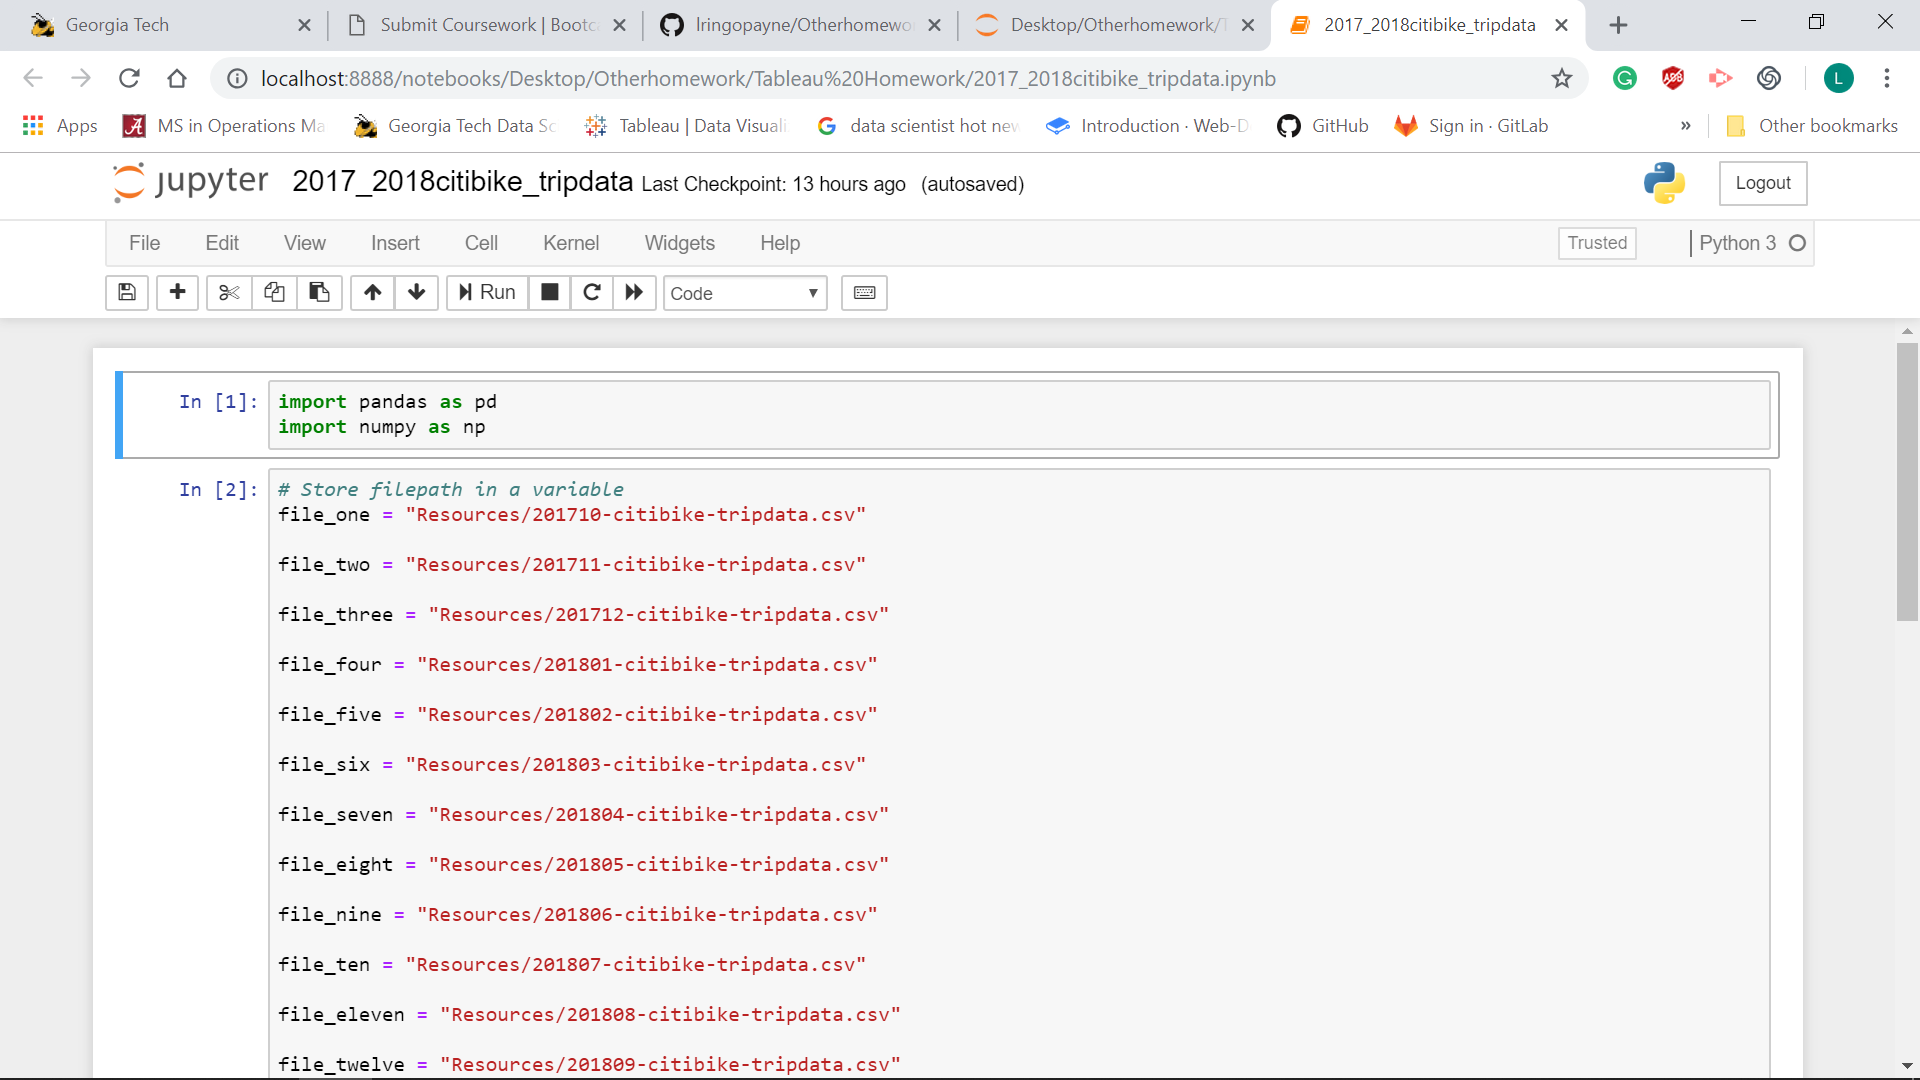 Georgia Tech
Submit Coursework | Bootc
lringopayne/Otherhomewo
Desktop/Otherhomework/T
2017_2018citibike_tripdata
localhost:8888/notebooks/Desktop/Otherhomework/Tableau%20Homework/2017_2018citibike_tripdata.ipynb
L
Apps
MS in Operations Ma
Georgia Tech Data Sc
Tableau | Data Visuali
data scientist hot new
Introduction · Web-D
GitHub
Sign in · GitLab
»
Other bookmarks
jupyter 2017_2018citibike_tripdata Last Checkpoint: 13 hours ago (autosaved)
Logout
File Edit View Insert Cell Kernel Widgets Help
Trusted
Python 3
Run
Code
In [1]: import pandas as pd
import numpy as np
In [2]: # Store filepath in a variable
file_one = "Resources/201710-citibike-tripdata.csv"
file_two = "Resources/201711-citibike-tripdata.csv"
file_three = "Resources/201712-citibike-tripdata.csv"
file_four = "Resources/201801-citibike-tripdata.csv"
file_five = "Resources/201802-citibike-tripdata.csv"
file_six = "Resources/201803-citibike-tripdata.csv"
file_seven = "Resources/201804-citibike-tripdata.csv"
file_eight = "Resources/201805-citibike-tripdata.csv"
file_nine = "Resources/201806-citibike-tripdata.csv"
file_ten = "Resources/201807-citibike-tripdata.csv"
file_eleven = "Resources/201808-citibike-tripdata.csv"
file_twelve = "Resources/201809-citibike-tripdata.csv"